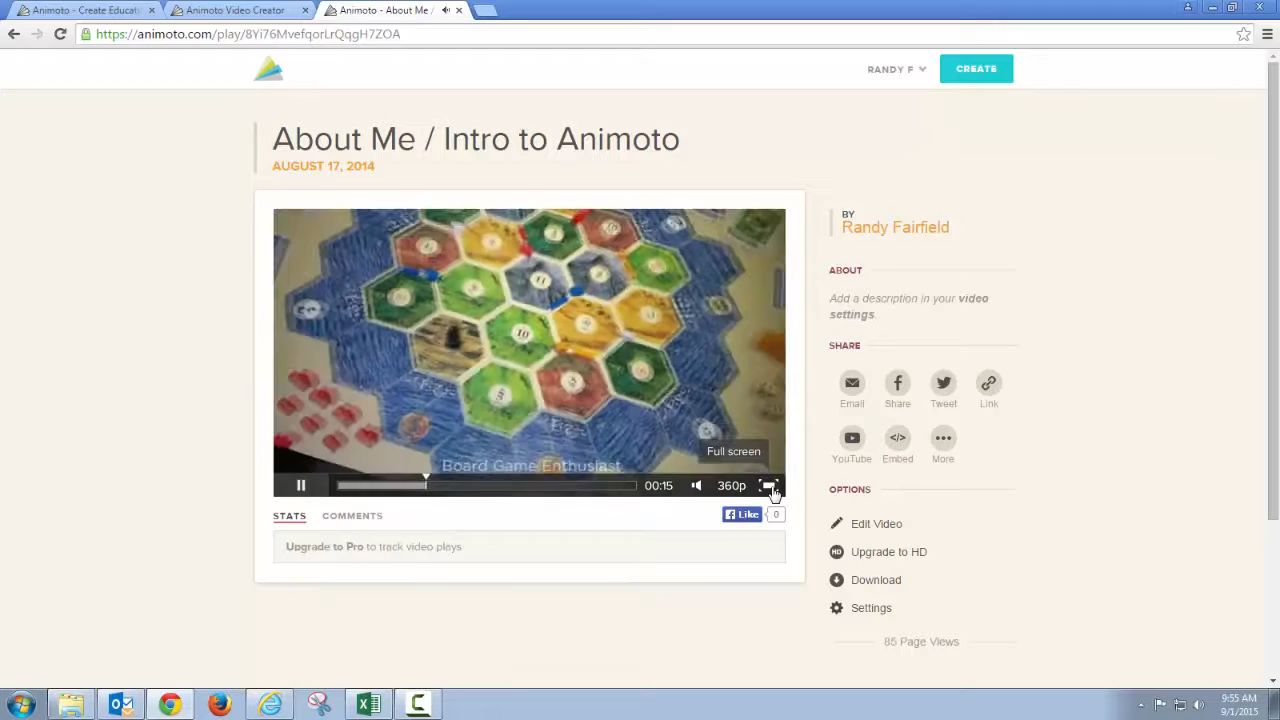 Animoto - Create Educat
Animoto Video Creator
Animoto - About Me /
https://animoto.com/play/8Yi76MvefqorLrQqgH7ZOA
RANDY F
CREATE
About Me / Intro to Animoto
AUGUST 17, 2014
10
Full screen
Board Game Enthusiast
00:15
360p
STATS
COMMENTS
Like
0
Upgrade to Pro to track video plays
BY
Randy Fairfield
ABOUT
Add a description in your video
settings.
SHARE
Email
Share
Tweet
Link
YouTube
Embed
More
OPTIONS
Edit Video
HD
Upgrade to HD
Download
Settings
85 Page Views
9:55 AM
9/1/2015